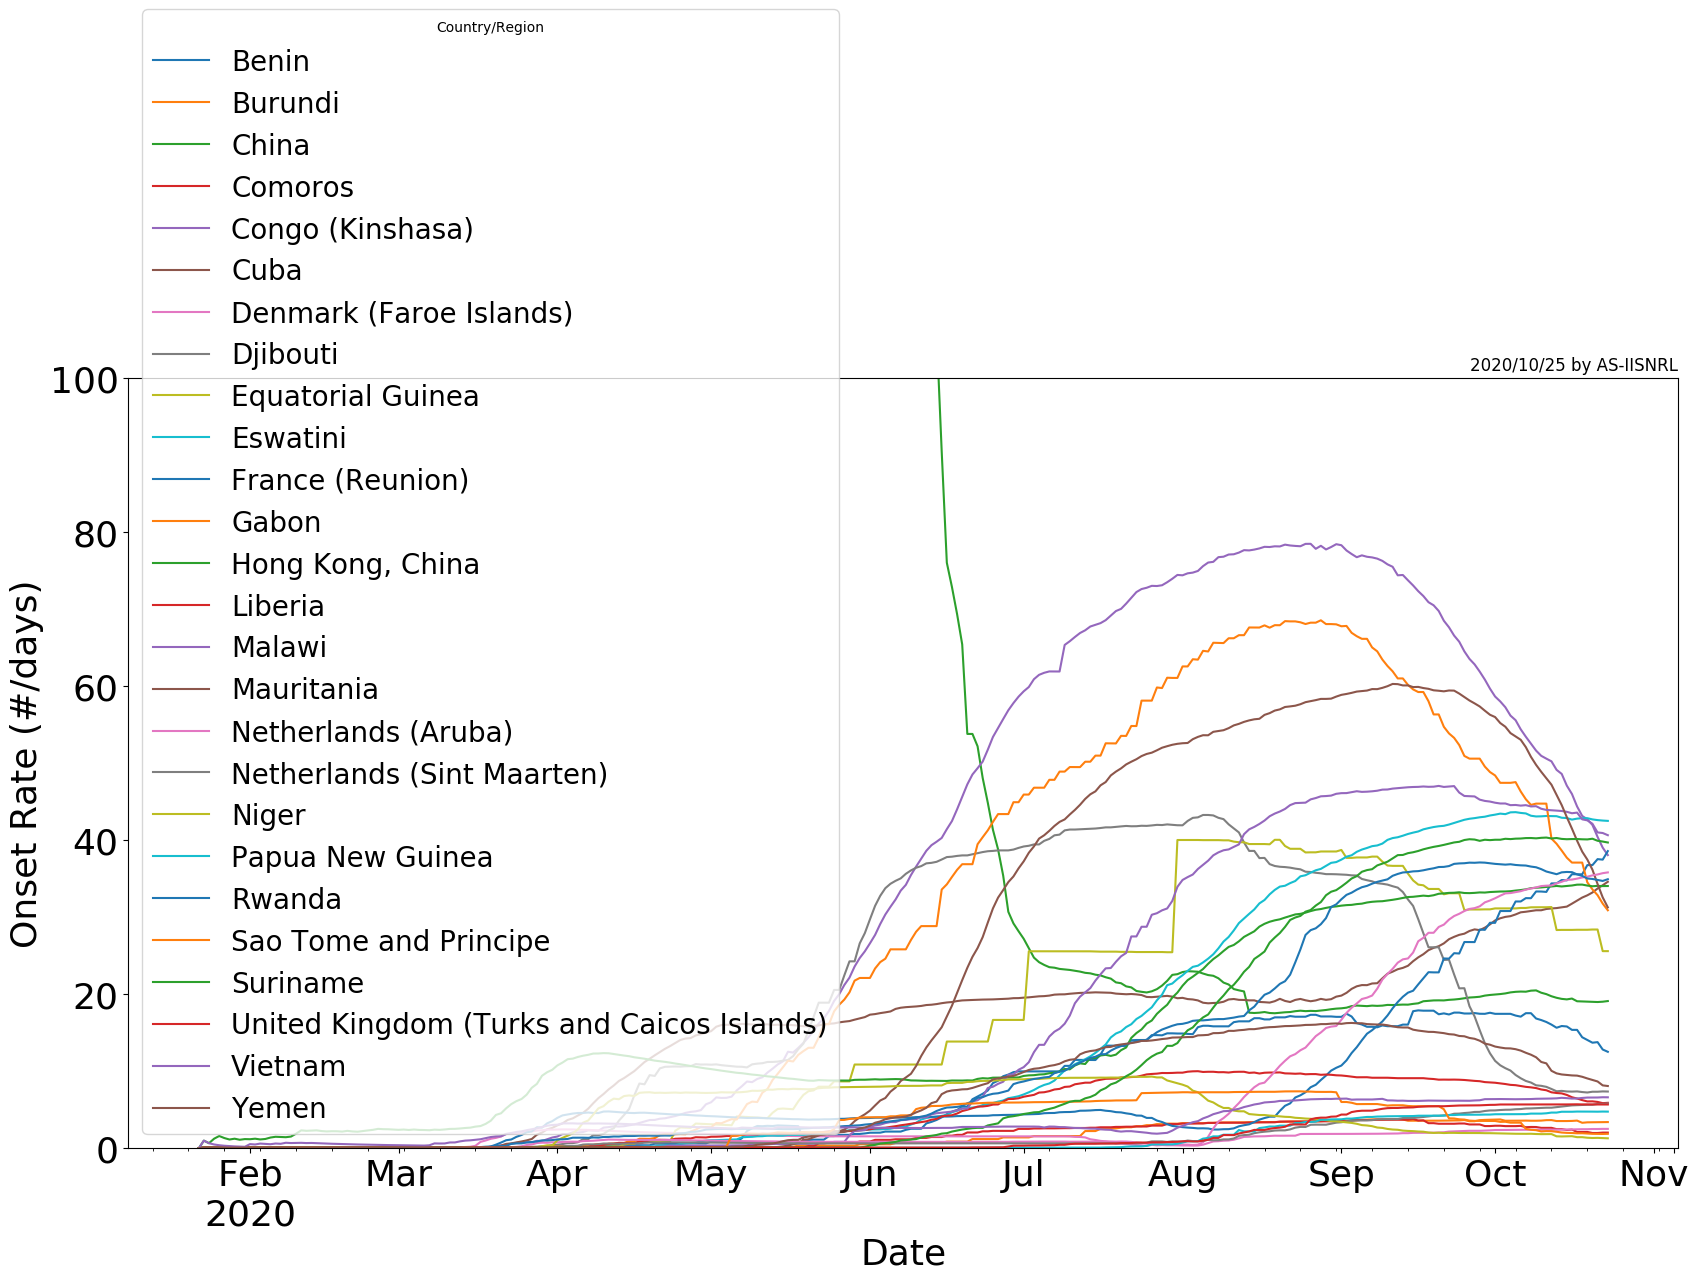 Country/Region
Benin
Burundi
China
Comoros
Congo (Kinshasa)
Cuba
Denmark (Faroe Islands)
Djibouti
Equatorial Guinea
Eswatini
France (Reunion)
Gabon
Hong Kong, China
Liberia
Malawi
Mauritania
Netherlands (Aruba)
Netherlands (Sint Maarten)
Niger
Papua New Guinea
Rwanda
Sao Tome and Principe
Suriname
United Kingdom (Turks and Caicos Islands)
Vietnam
Yemen
2020/10/25 by AS-IISNRL
100
80
60
40
20
0
Onset Rate (#/days)
Feb Mar Apr May Jun Jul Aug Sep Oct Nov
2020
Date